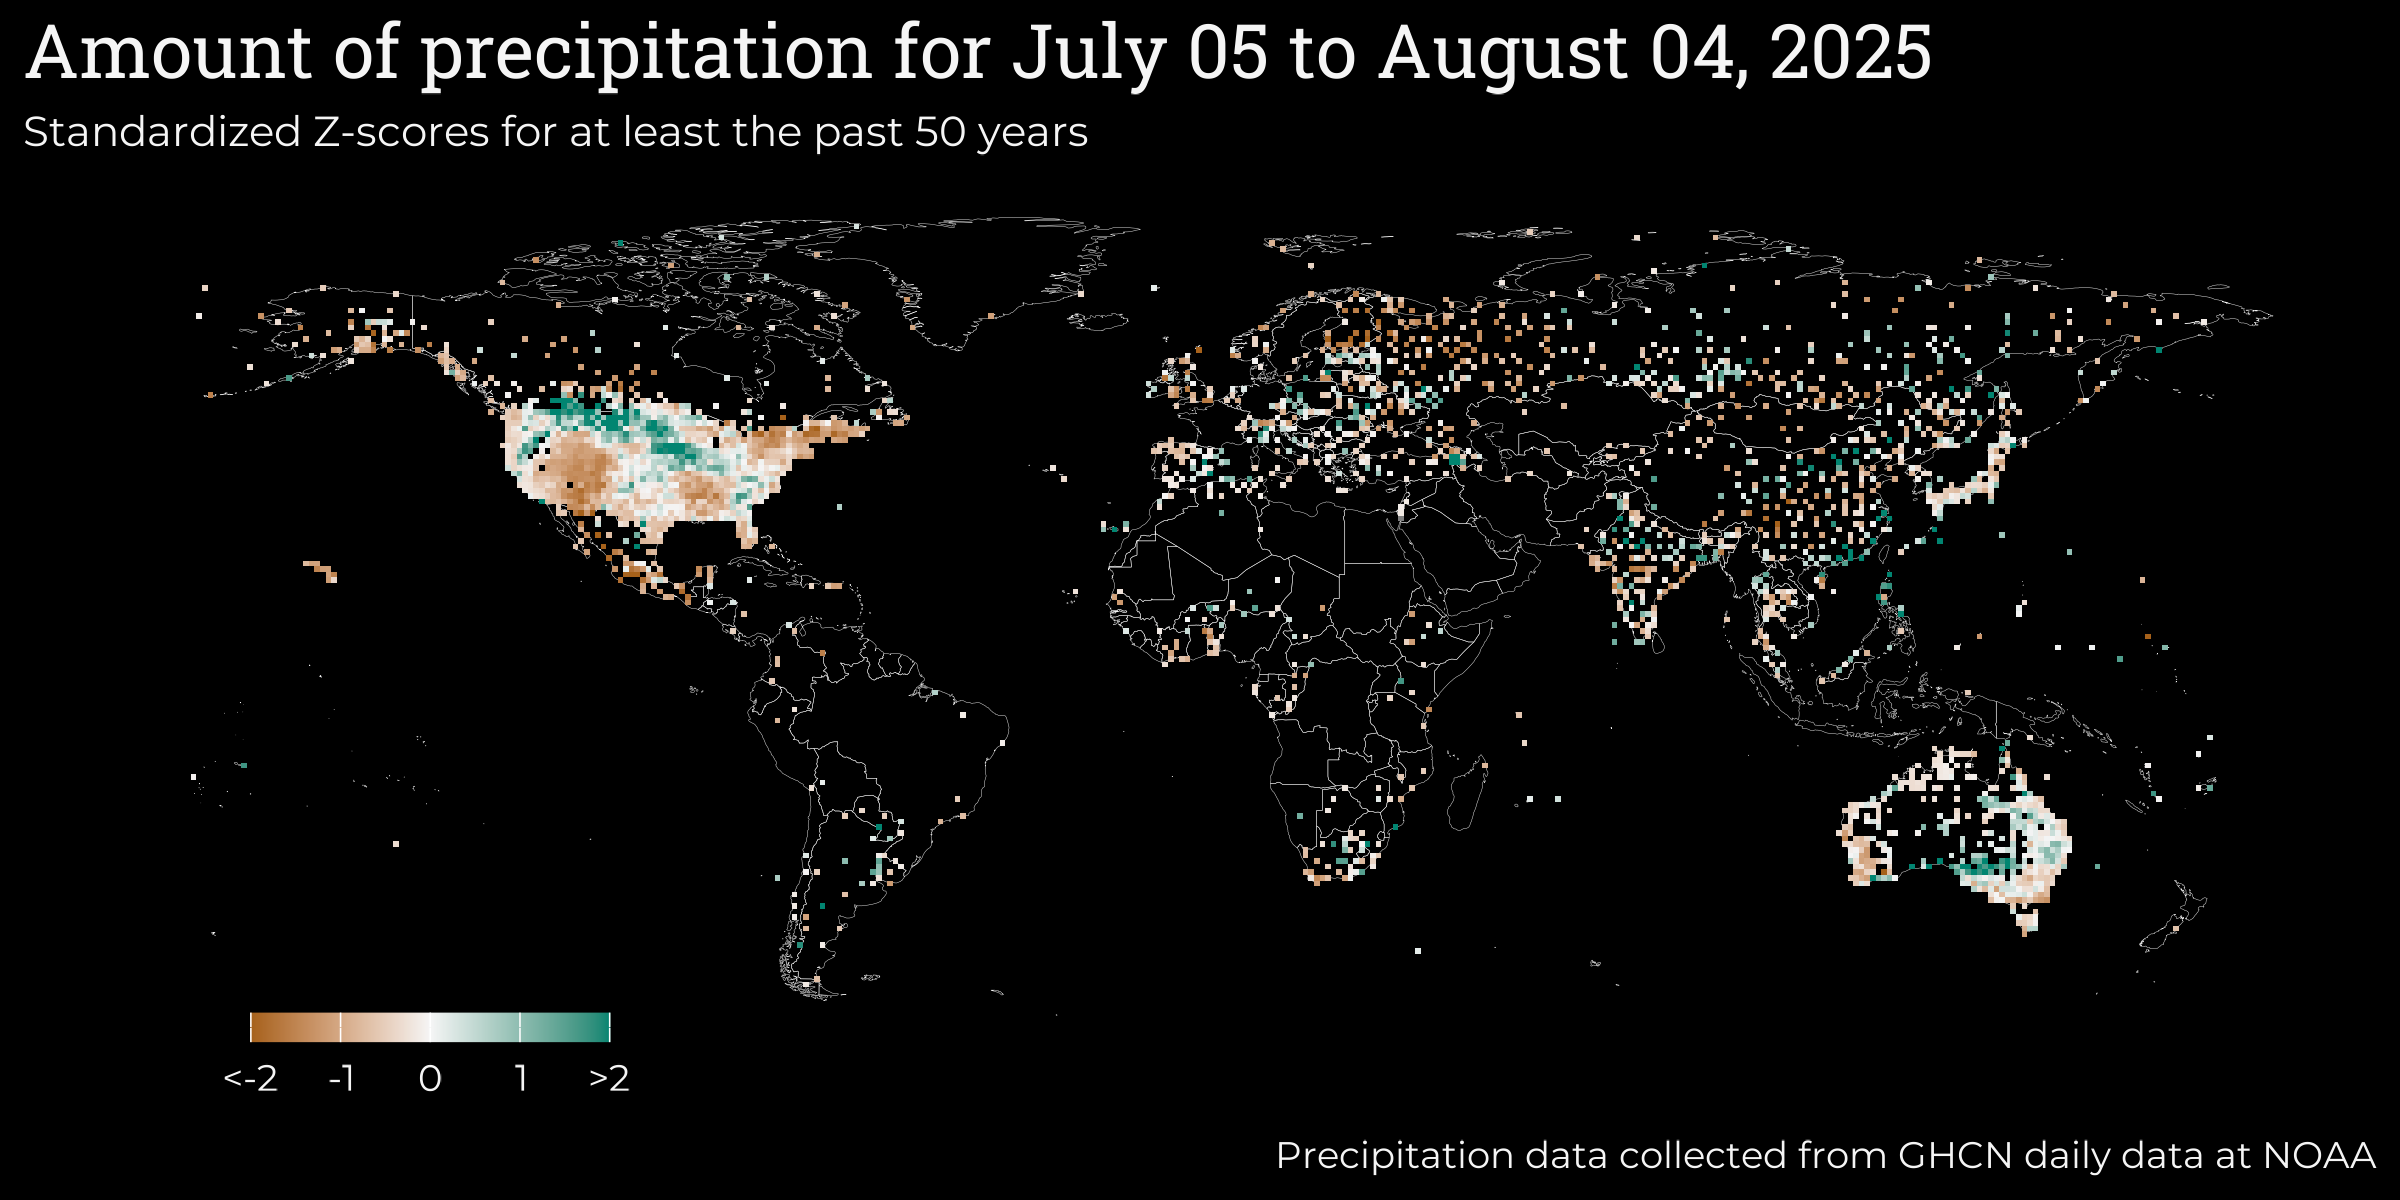 Amount of precipitation for July 05 to August 04, 2025
Standardized Z-scores for at least the past 50 years
<-2 -1 0 1 >2
Precipitation data collected from GHCN daily data at NOAA